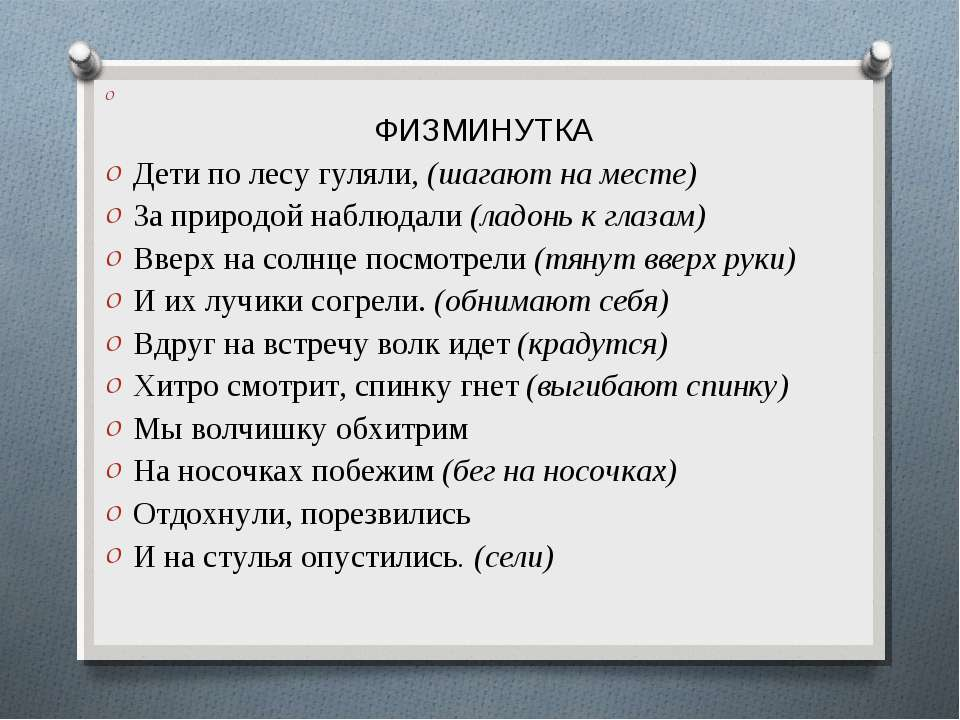 ФИЗМИНУТКА
Дети по лесу гуляли, (шагают на месте)
За природой наблюдали (ладонь к глазам)
Вверх на солнце посмотрели (тянут вверх руки)
И их лучики согрели. (обнимают себя)
Вдруг на встречу волк идет (крадутся)
Хитро смотрит, спинку гнет (выгибают спинку)
Мы волчишку обхитрим
На носочках побежим (бег на носочках)
Отдохнули, порезвились
И на стулья опустились. (сели)